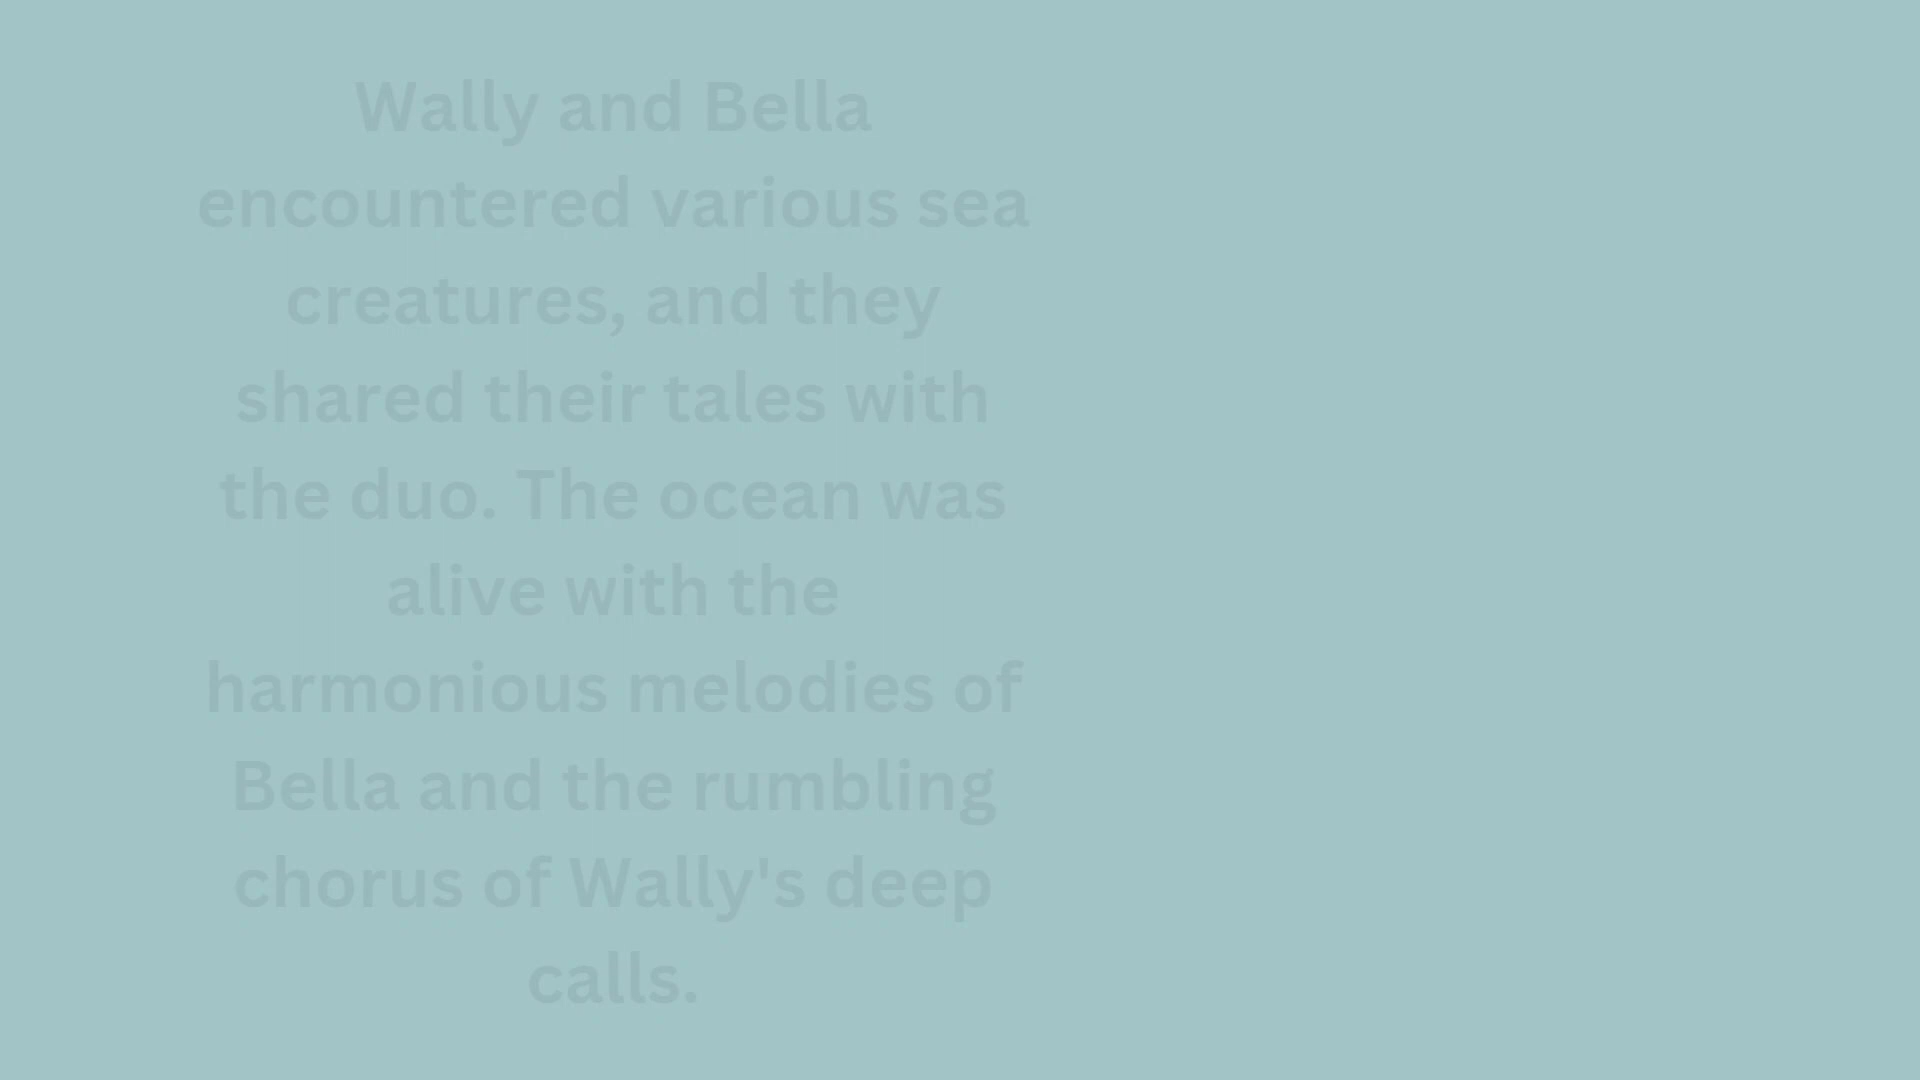 Wally and Bella
encountered various sea
creatures, and they
shared their tales with
the duo. The ocean was
alive with the
harmonious melodies of
Bella and the rumbling
chorus of Wally's deep
calls.